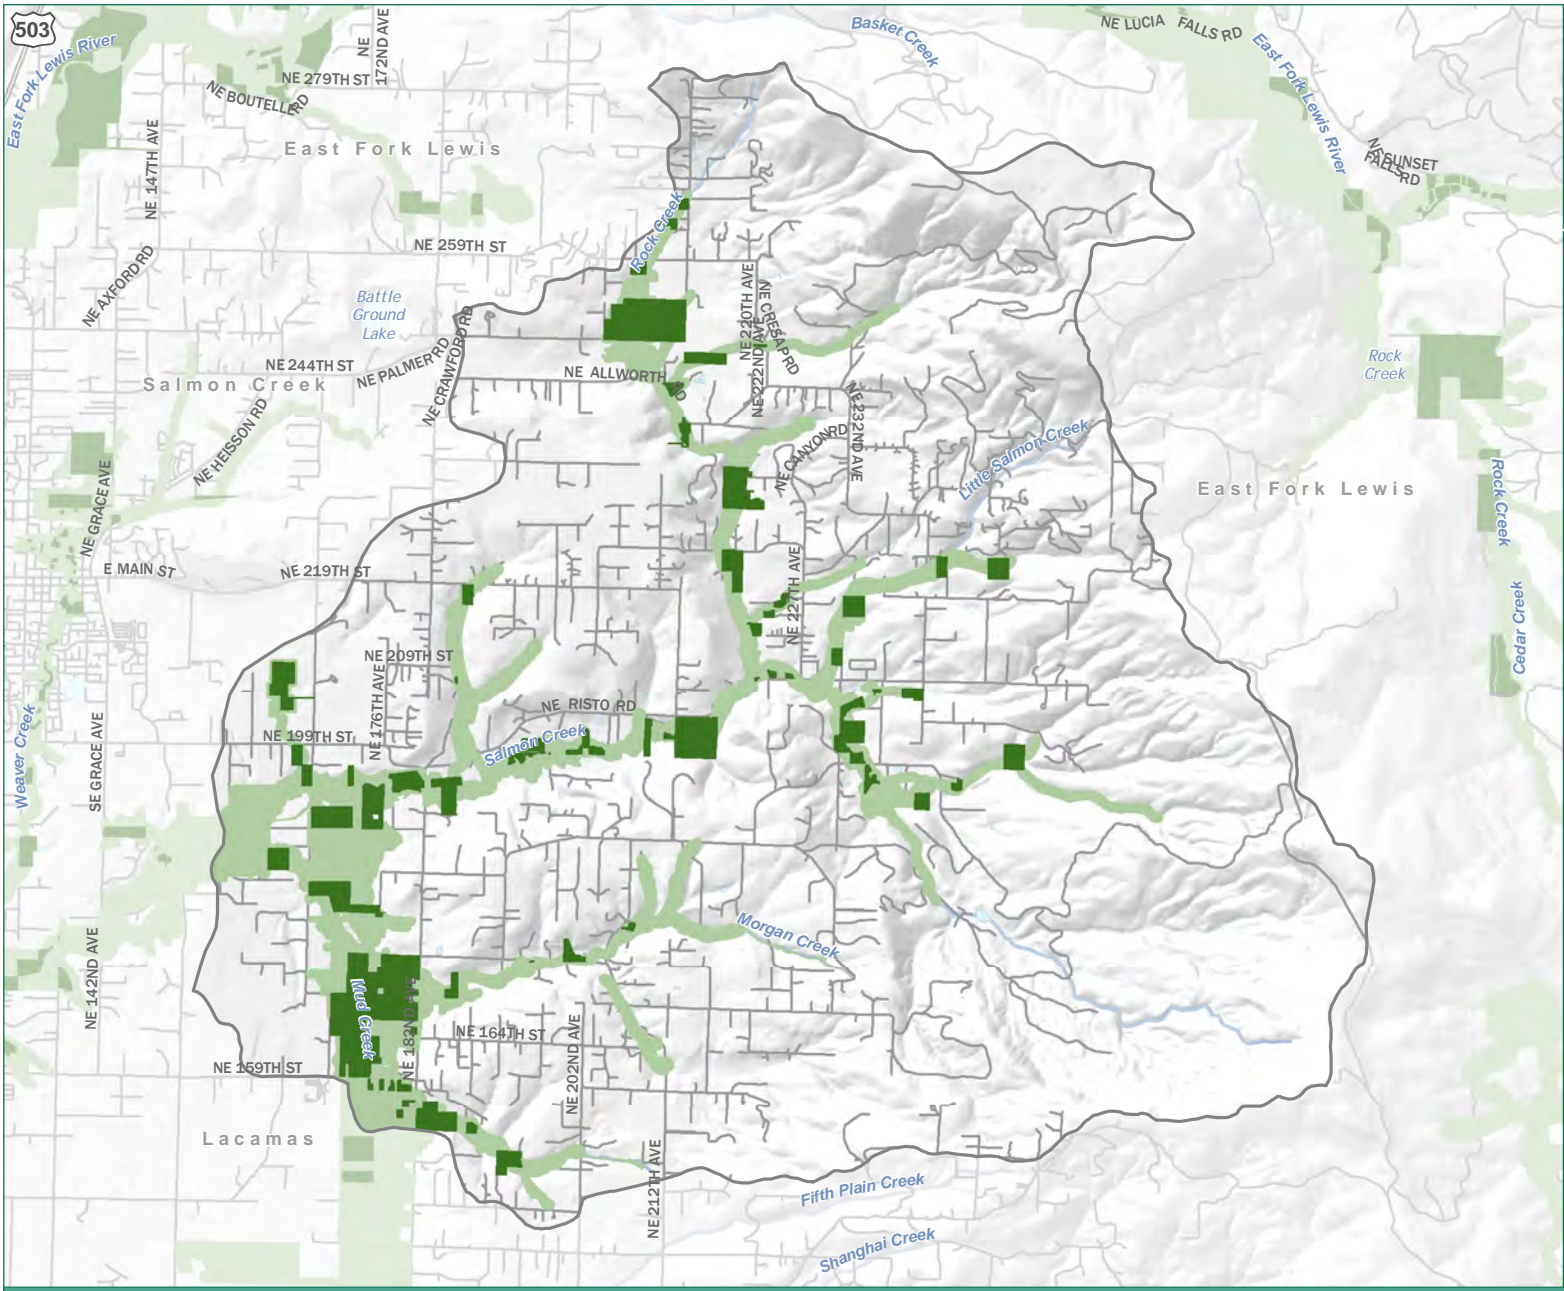 503
East Fork Lewis River
NE
172ND AVE
NE 279TH ST
NE BOUTELLE RD
NE 147TH AVE
East Fork Lewis
Basket Creek
NE LUCIA FALLS RD
East Fork Lewis River
NE SUNSET
FALLS RD
NE AXFORD RD
NE 259TH ST
Rock Creek
Battle
Ground
Lake
NE 244TH ST
NE PALMER RD
NE CRAWFORD RD
Salmon Creek
NE HEISSON RD
NE GRACE AVE
NE ALLWORTH RD
NE 220TH AVE
NE 222ND AVE
NE CRESAP RD
NE 232ND AVE
NE CANYON RD
Little Salmon Creek
Rock
Creek
East Fork Lewis
Rock Creek
Cedar Creek
E MAIN ST
NE 219TH ST
NE 227TH AVE
NE 209TH ST
NE 176TH AVE
NE RISTO RD
NE 199TH ST
Salmon Creek
Weaver Creek
SE GRACE AVE
NE 142ND AVE
Morgan Creek
Mud Creek
NE 182ND AVE
NE 164TH ST
NE 202ND AVE
NE 159TH ST
Lacamas
NE 212TH AVE
Fifth Plain Creek
Shanghai Creek